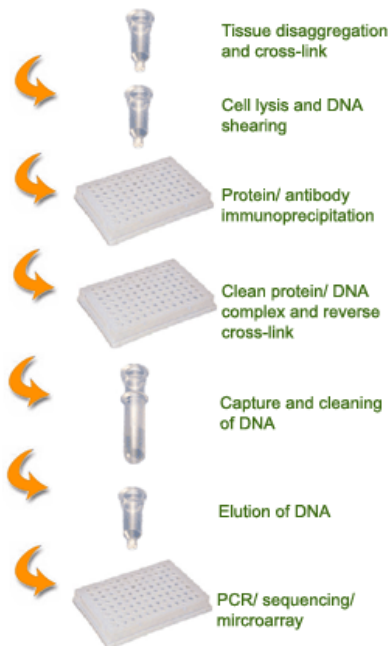 Tissue disaggregation
and cross-link
Cell lysis and DNA
shearing
Protein/ antibody
immunoprecipitation
Clean protein/ DNA
complex and reverse
cross-link
Capture and cleaning
of DNA
Elution of DNA
PCR/ sequencing/
mircroarray